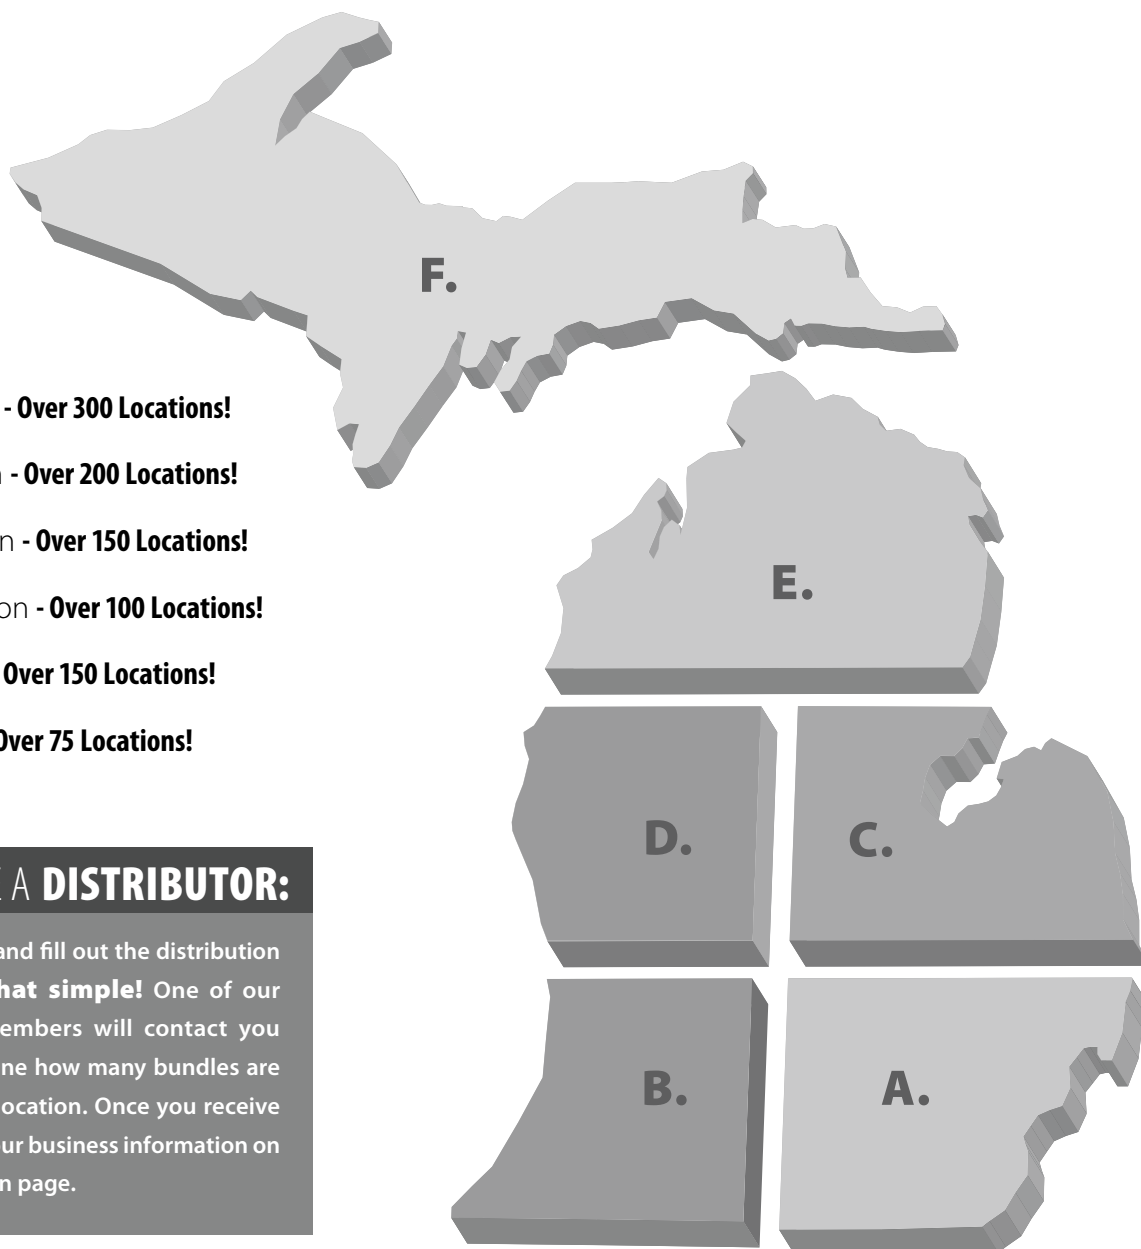 F.
- Over 300 Locations!
- Over 200 Locations!
n - Over 150 Locations!
on - Over 100 Locations!
Over 150 Locations!
Over 75 Locations!
E.
D.
C.
B.
A.
A DISTRIBUTOR:
and fill out the distribution
hat simple! One of our
embers will contact you
ne how many bundles are
ocation. Once you receive
ur business information on
n page.